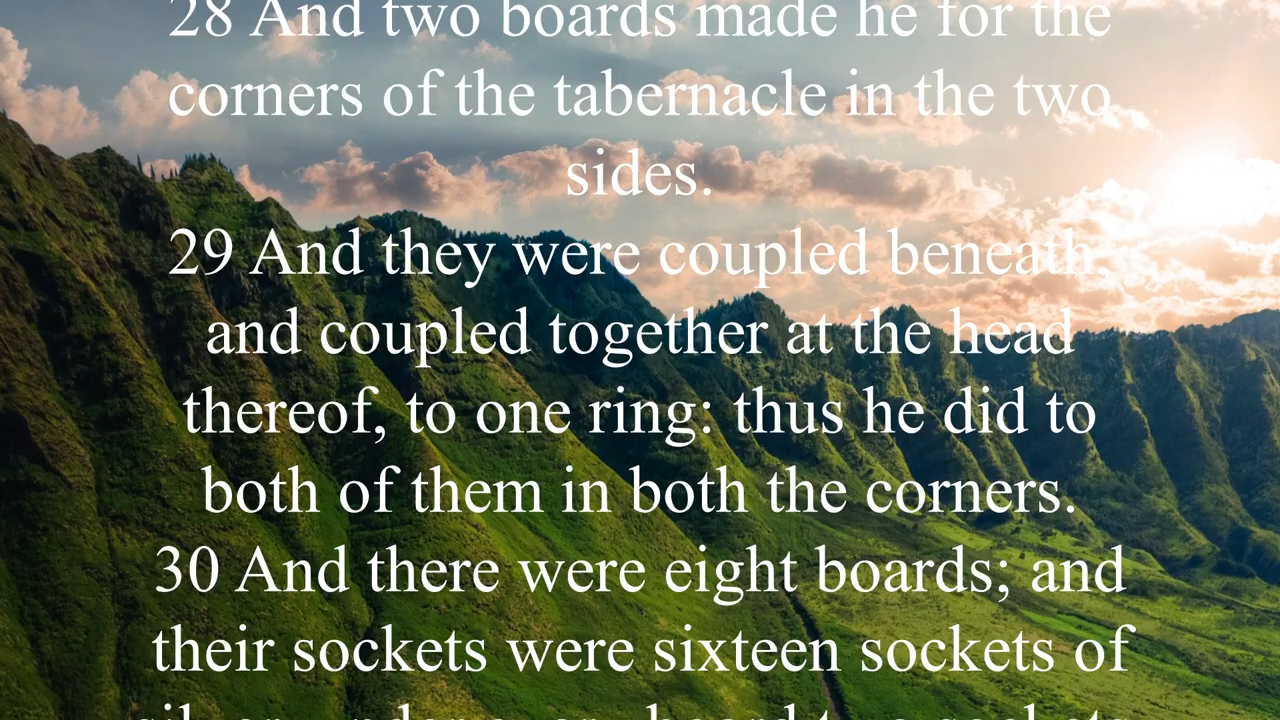 28 And two boards made he for the
corners of the tabernacle in the two
sides.
29 And they were coupled beneath,
and coupled together at the head
thereof, to one ring: thus he did to
both of them in both the corners.
30 And there were eight boards; and
their sockets were sixteen sockets of